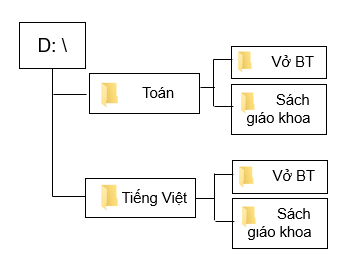 D: \
Toán
Vở BT
Sách
giáo khoa
Tiếng Việt
Vở BT
Sách
giáo khoa